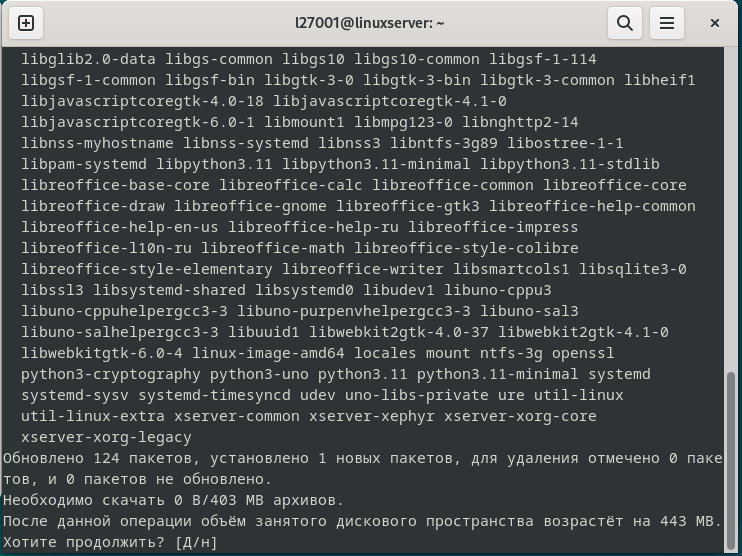 l27001@linuxserver: ~
libglib2.0-data libgs-common libgs10 libgs10-common libgsf-1-114
libgsf-1-common libgsf-bin libgtk-3-0 libgtk-3-bin libgtk-3-common libheif1
libjavascriptcoregtk-4.0-18 libjavascriptcoregtk-4.1-0
libjavascriptcoregtk-6.0-1 libmount1 libmpg123-0 libnghttp2-14
libnss-myhostname libnss-systemd libnss3 libntfs-3g89 libostree-1-1
libpam-systemd libpython3.11 libpython3.11-minimal libpython3.11-stdlib
libreoffice-base-core libreoffice-calc libreoffice-common libreoffice-core
libreoffice-draw libreoffice-gnome libreoffice-gtk3 libreoffice-help-common
libreoffice-help-en-us libreoffice-help-ru libreoffice-impress
libreoffice-l10n-ru libreoffice-math libreoffice-style-colibre
libreoffice-style-elementary libreoffice-writer libsmartcols1 libsqlite3-0
libssl3 libsystemd-shared libsystemd0 libudev1 libuno-cppu3
libuno-cppuhelpergcc3-3 libuno-purpenvhelpergcc3-3 libuno-sal3
libuno-salhelpergcc3-3 libuuid1 libwebkit2gtk-4.0-37 libwebkit2gtk-4.1-0
libwebkitgtk-6.0-4 linux-image-amd64 locales mount ntfs-3g openssl
python3-cryptography python3-uno python3.11 python3.11-minimal systemd
systemd-sysv systemd-timesyncd udev uno-libs-private ure util-linux
util-linux-extra xserver-common xserver-xephyr xserver-xorg-core
xserver-xorg-legacy
Обновлено 124 пакетов, установлено 1 новых пакетов, для удаления отмечено 0 паке
тов, и 0 пакетов не обновлено.
Необходимо скачать 0 B/403 MB архивов.
После данной операции объём занятого дискового пространства возрастёт на 443 MB.
Хотите продолжить? [Д/н]